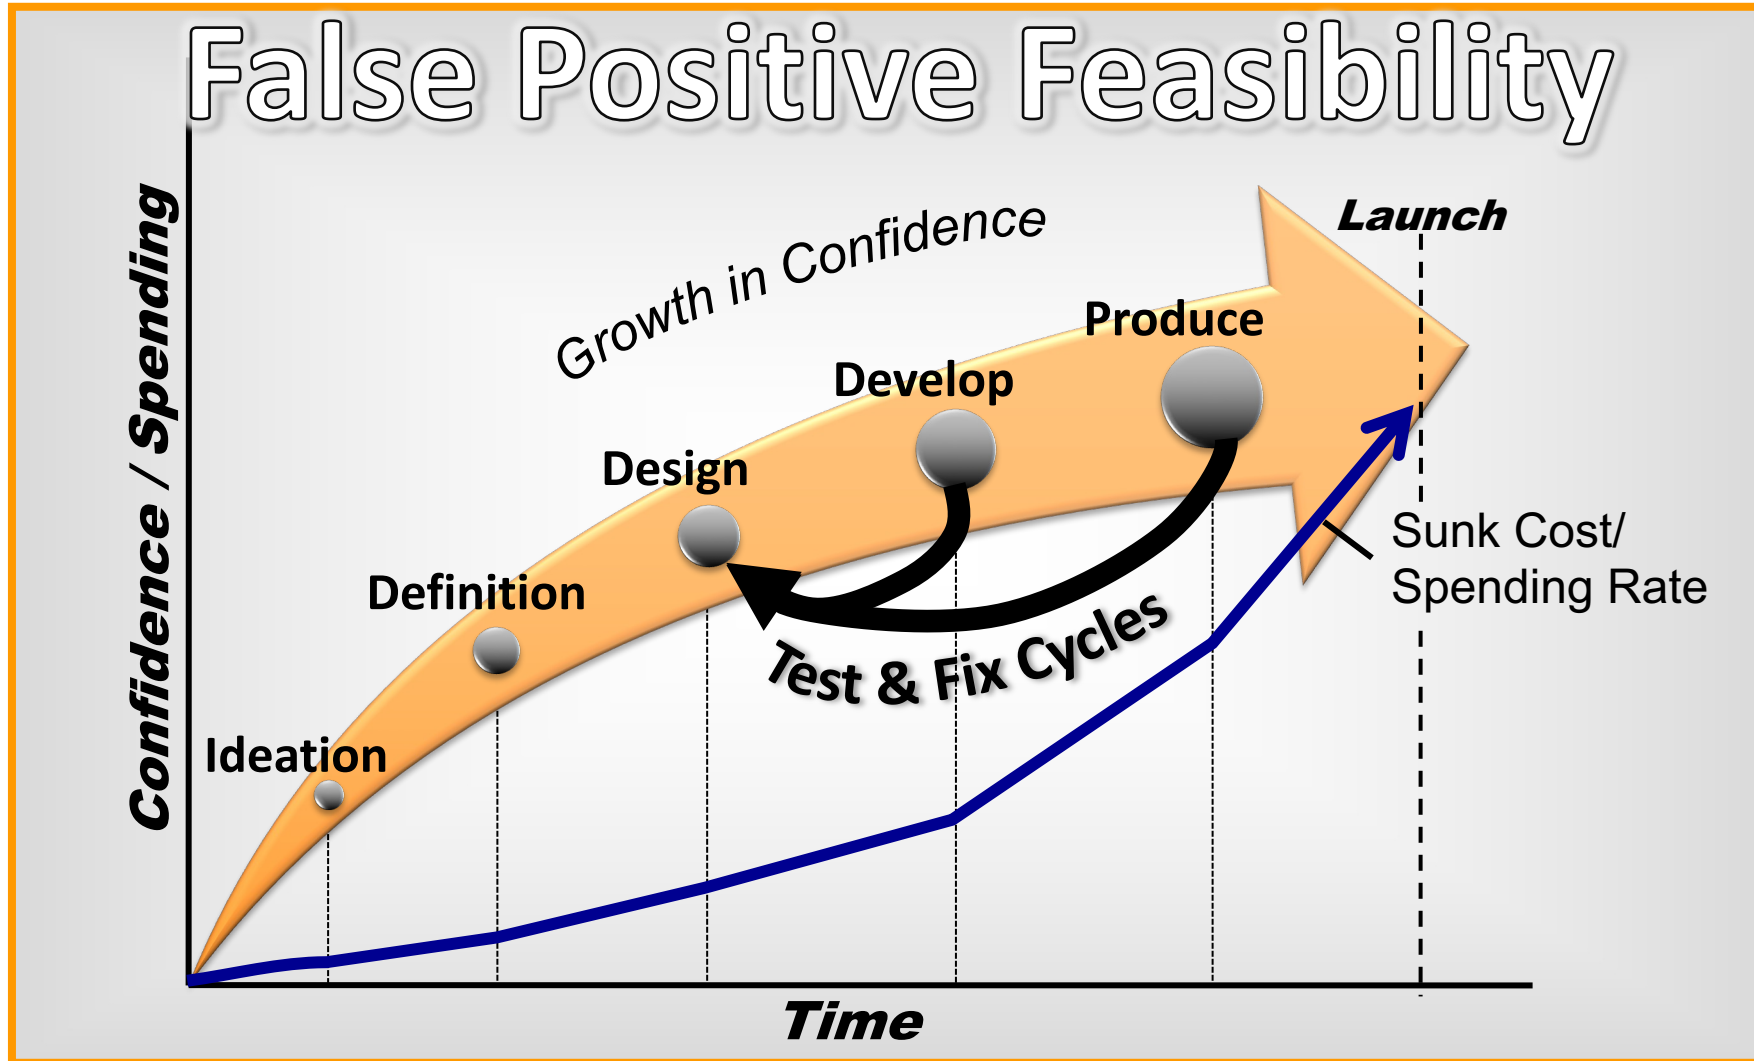 False Positive Feasibility
Launch
Growth in Confidence
Produce
Develop
Design
Definition
Ideation
Test & Fix Cycles
Sunk Cost/
Spending Rate
Confidence / Spending
Time